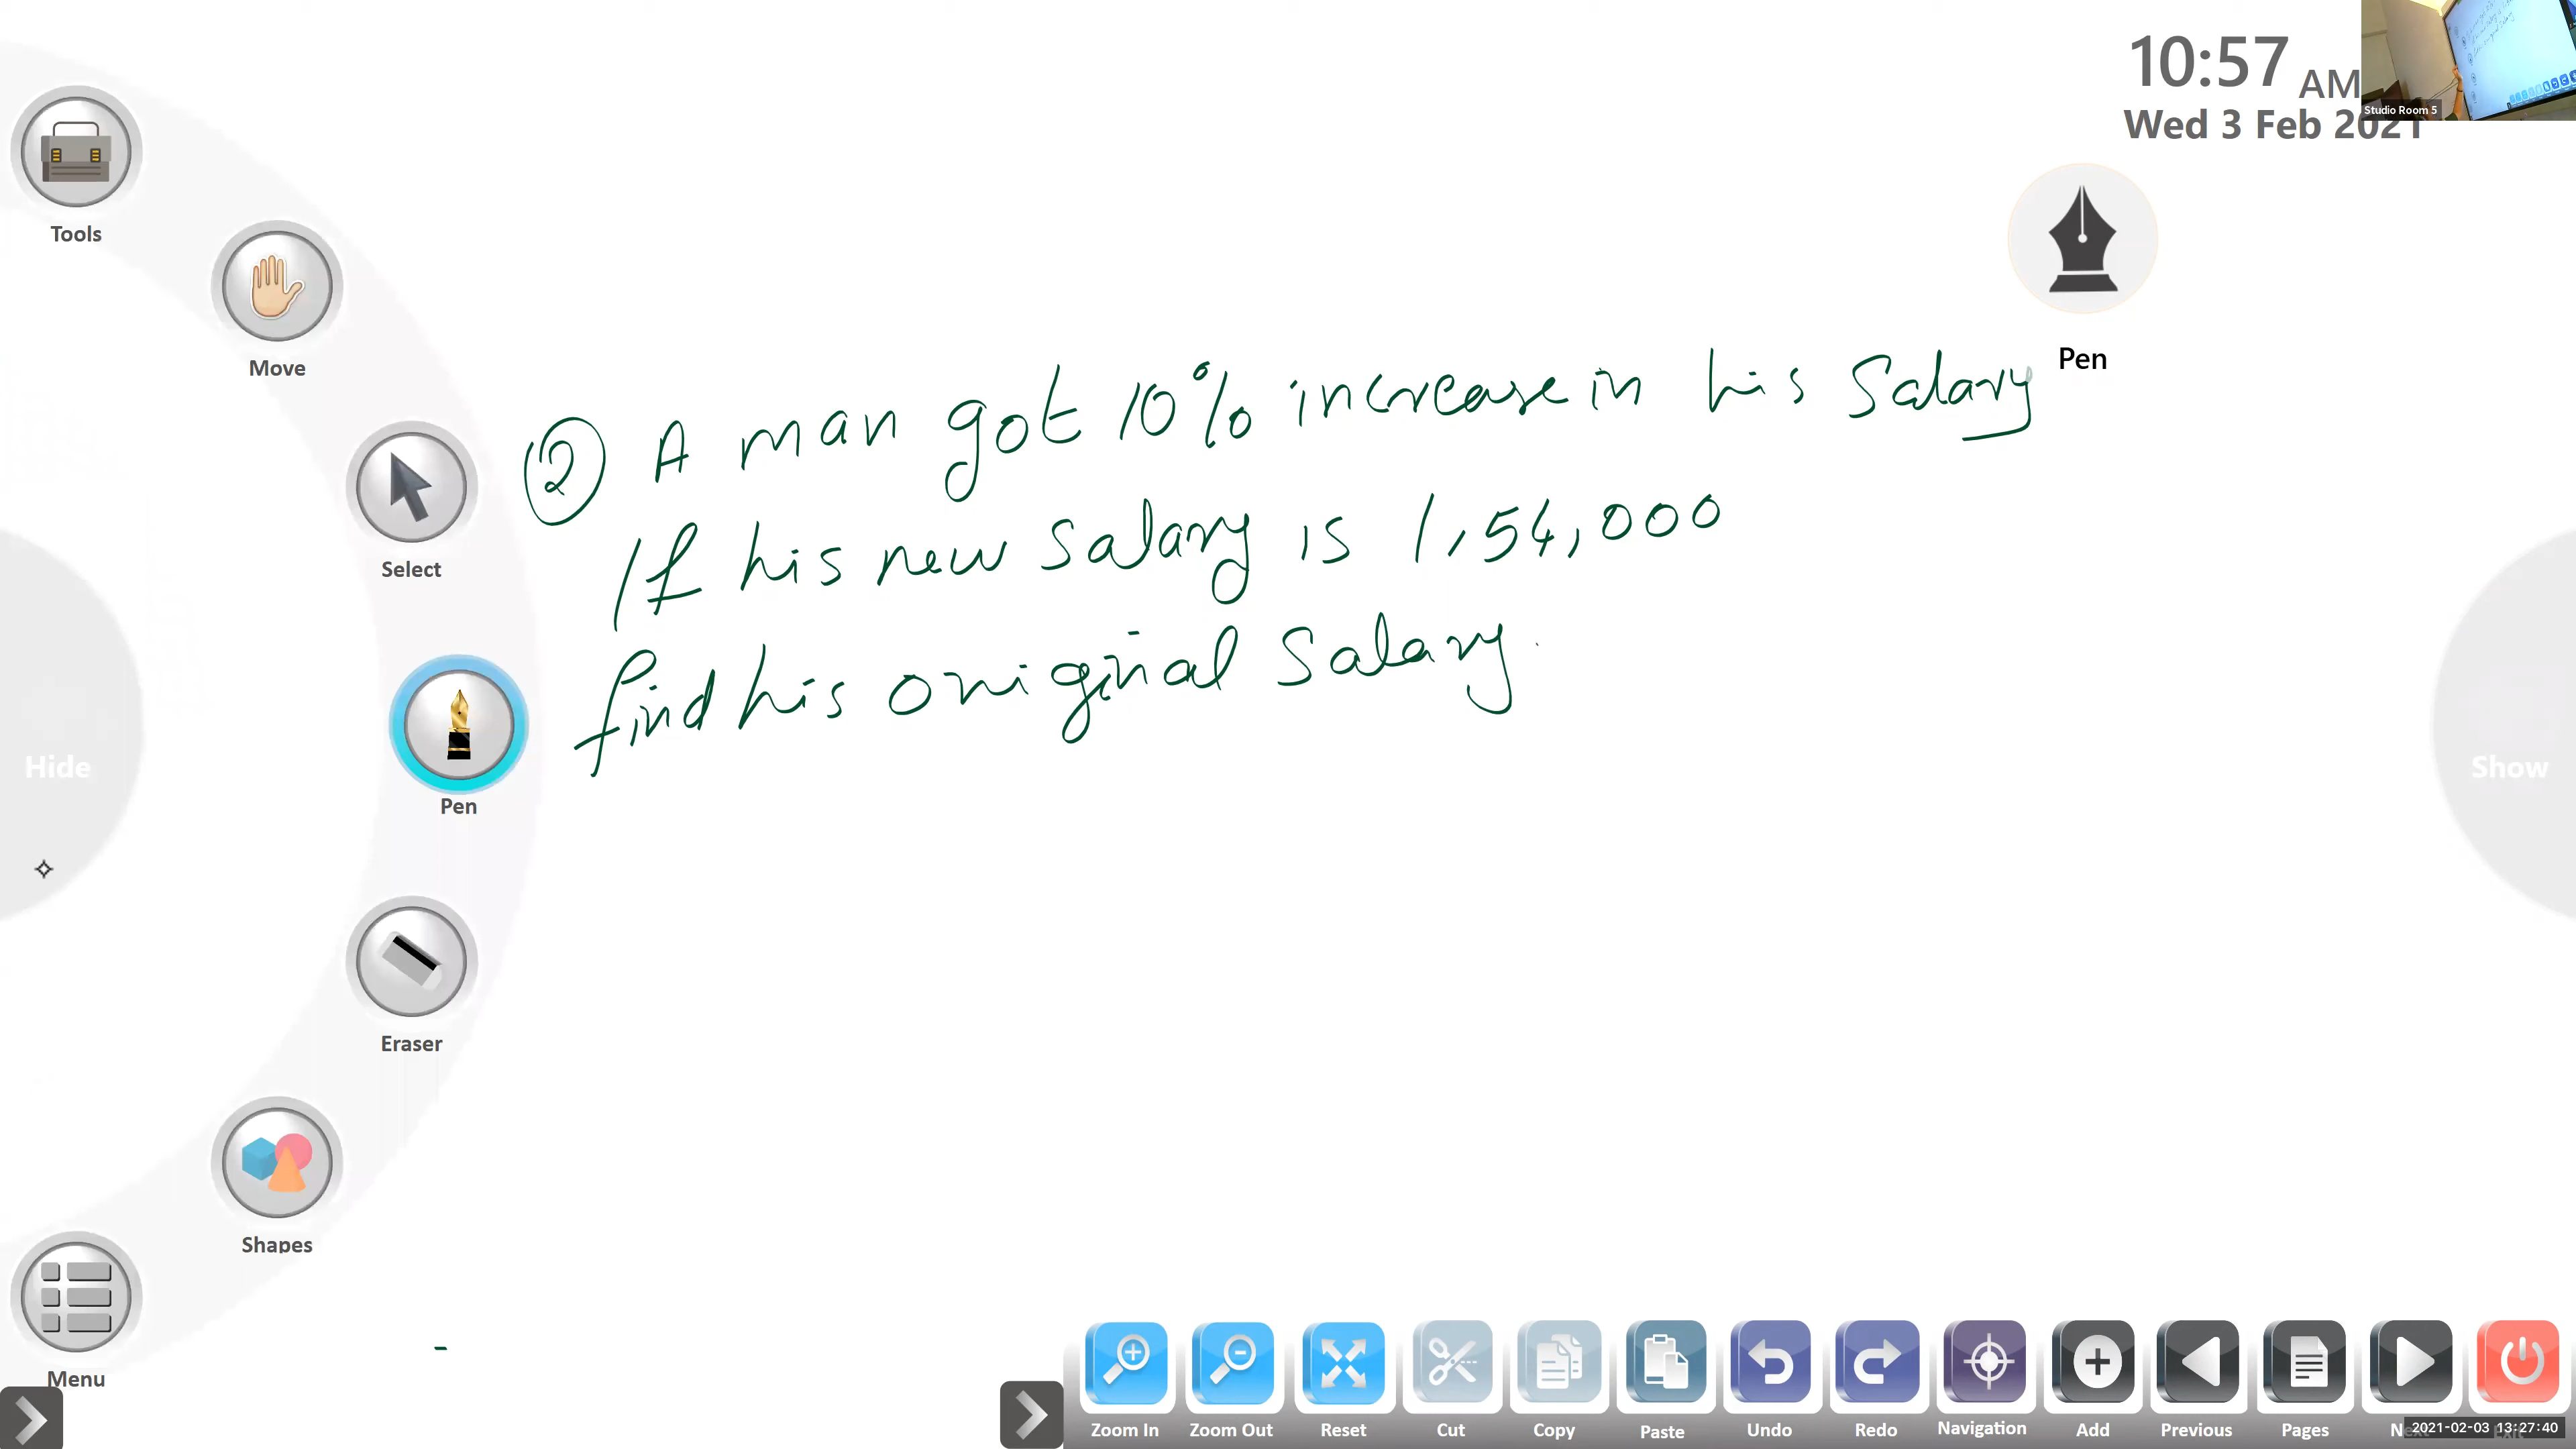 10:57 AM
Studio Room 5
Wed 3 Feb 2021
Tools
Move
Pen
② A man got 10% increase in his Salary
Select
If his new Salary is 1,54,000
find his original Salary.
Hide
Show
Pen
Eraser
Shapes
Menu
Zoom In
Zoom Out
Reset
Cut
Copy
Paste
Undo
Redo
Navigation
Add
Previous
Pages
2021-02-03 13:27:40